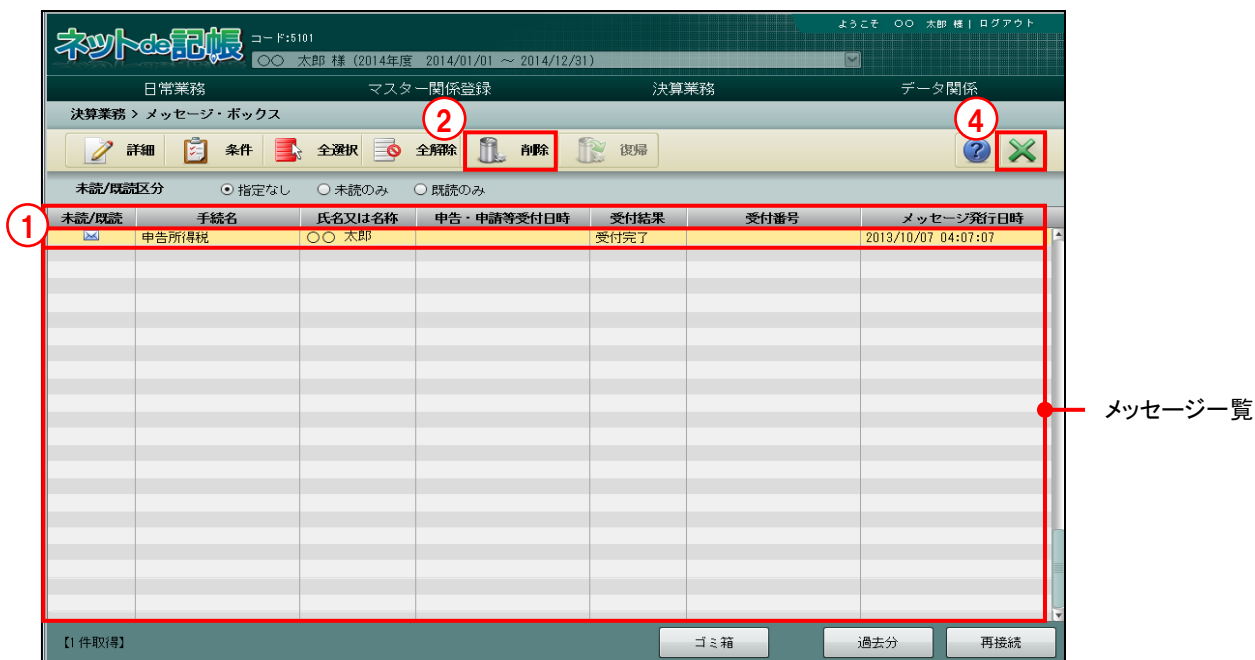 ようこそ 〇〇 太郎 様 | ログアウト
ネットde記帳 コード:5101
〇〇 太郎 様 (2014年度 2014/01/01 ～ 2014/12/31)
日常業務 マスター関係登録 決算業務 データ関係
決算業務 > メッセージ・ボックス
② ④
詳細 条件 全選択 全解除 削除 復帰 ?
未読/既読区分 指定なし 未読のみ 既読のみ
①
未読/既読 手続名 氏名又は名称 申告・申請等受付日時 受付結果 受付番号 メッセージ発行日時
申告所得税 〇〇 太郎 受付完了 2013/10/07 04:07:07
メッセージ一覧
【1件取得】 ゴミ箱 過去分 再接続